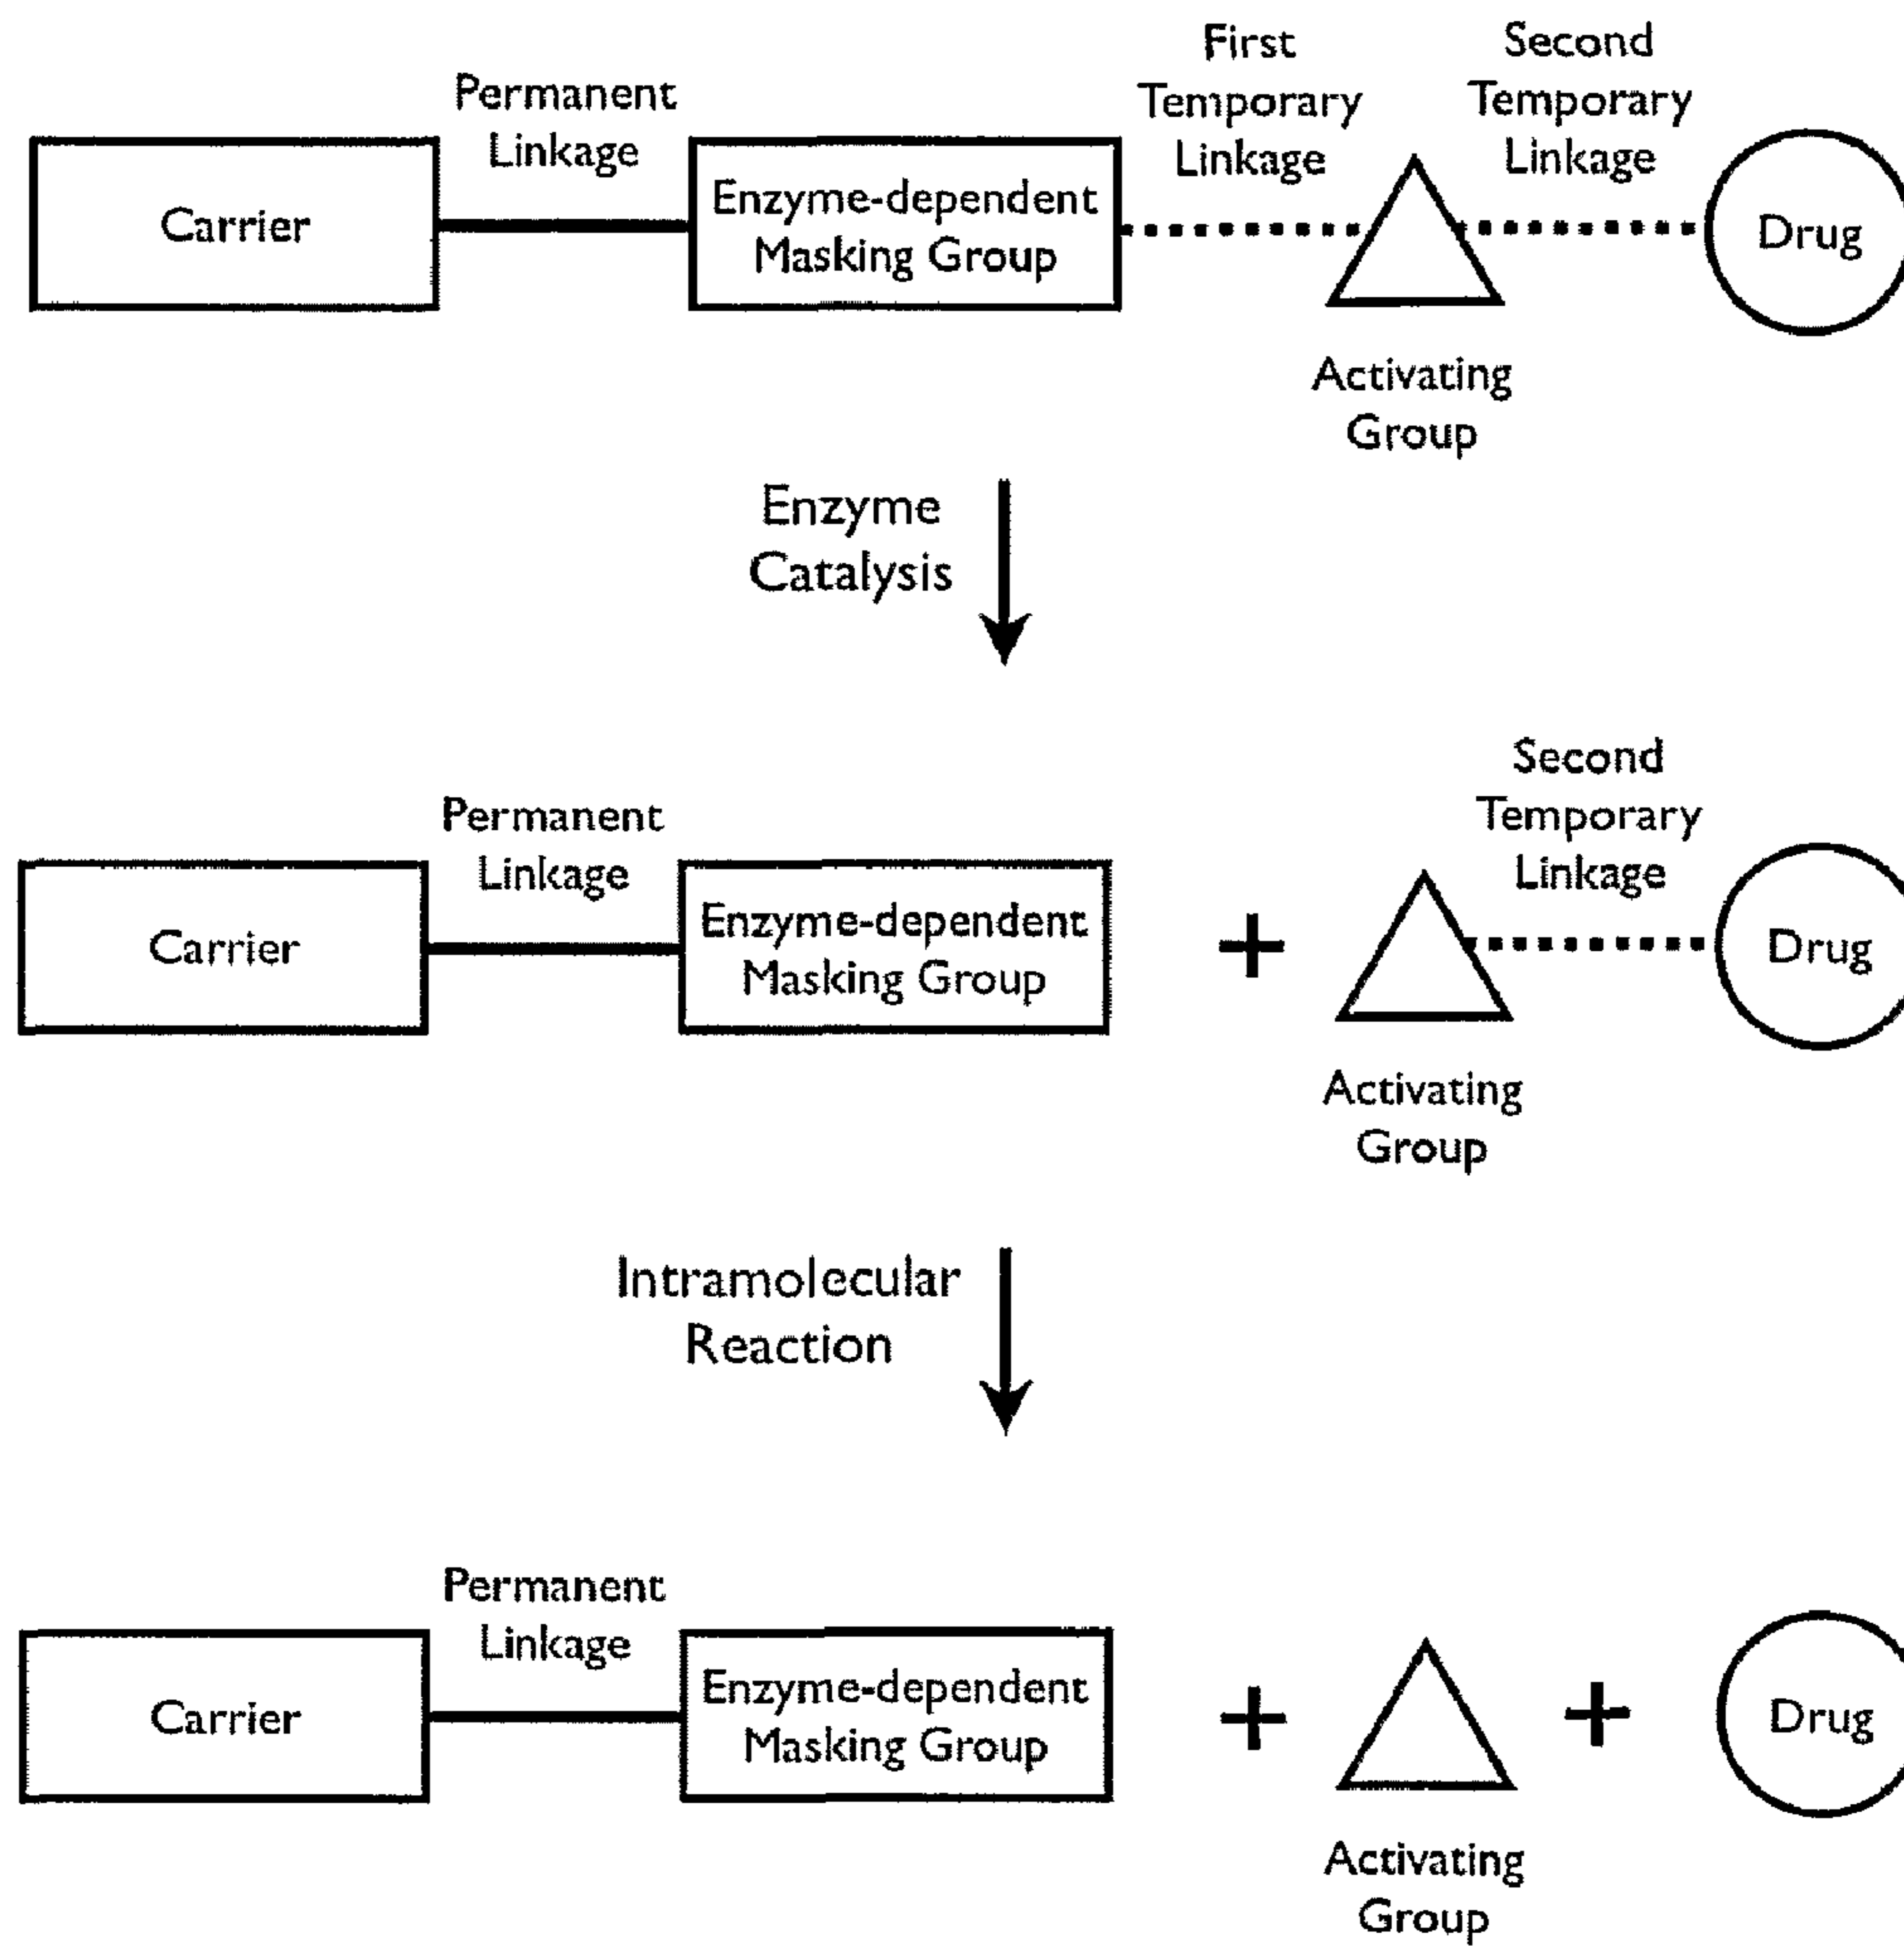 First
Temporary
Linkage
Second
Temporary
Linkage
Permanent
Linkage
Carrier
Enzyme-dependent
Masking Group
Drug
Activating
Group
Enzyme
Catalysis
Second
Temporary
Linkage
Permanent
Linkage
Carrier
Enzyme-dependent
Masking Group
+
Drug
Activating
Group
Intramolecular
Reaction
Permanent
Linkage
Carrier
Enzyme-dependent
Masking Group
+
+
Drug
Activating
Group